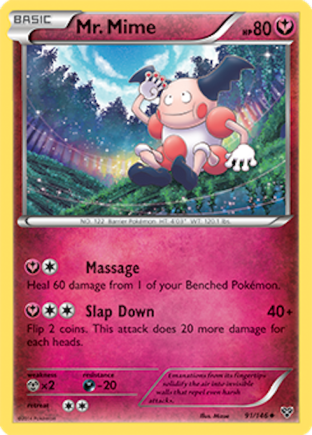 BASIC Mr. Mime HP80
NO. 122 Barrier Pokémon HT: 4'03" WT: 120.1 lbs.
Massage
Heal 60 damage from 1 of your Benched Pokémon.
Slap Down 40+
Flip 2 coins. This attack does 20 more damage for
each heads.
weakness resistance
×2 -20
retreat
Emanations from its fingertips
solidify the air into invisible
walls that repel even harsh
attacks.
Illus. Mizue 91/146